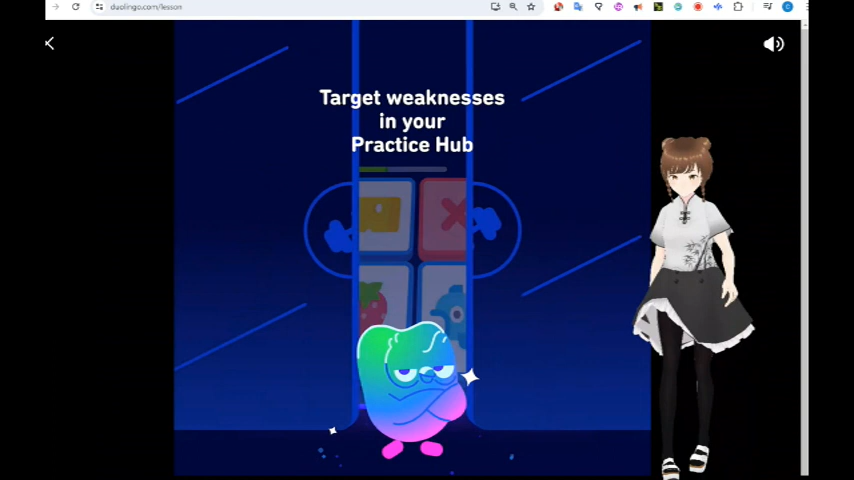 duolingo.com/lesson
Target weaknesses
in your
Practice Hub